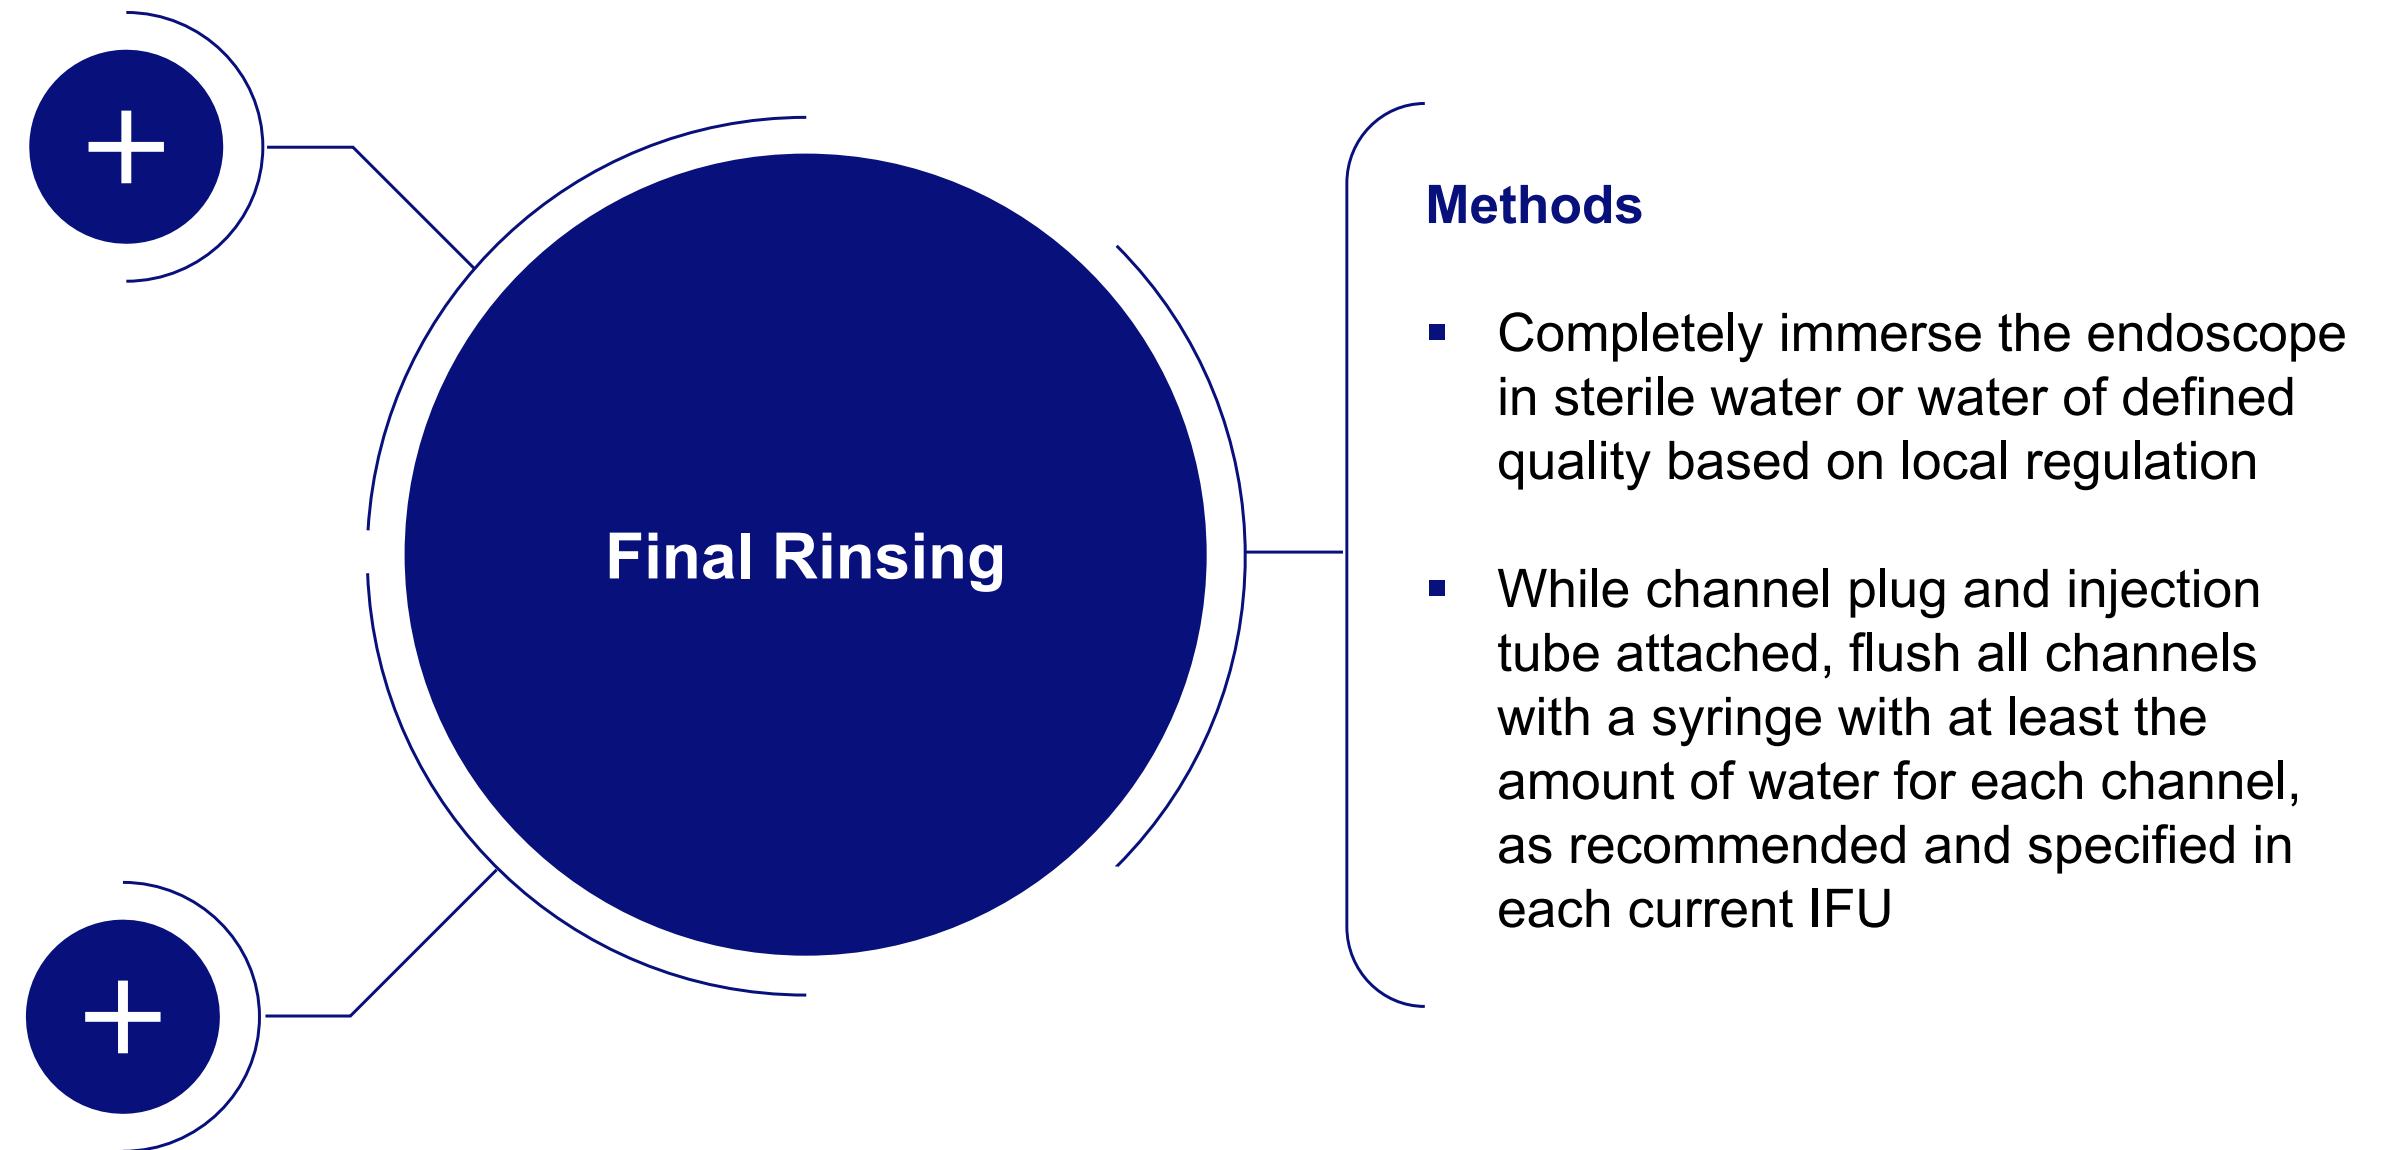 Final Rinsing
Methods
▪ Completely immerse the endoscope
in sterile water or water of defined
quality based on local regulation
▪ While channel plug and injection
tube attached, flush all channels
with a syringe with at least the
amount of water for each channel,
as recommended and specified in
each current IFU